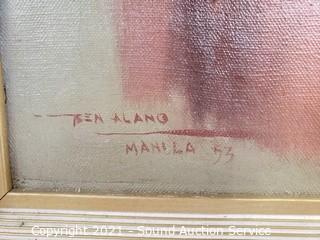 BEN ALANO
MANILA 53
Copyright 2021 - Sound Auction Service